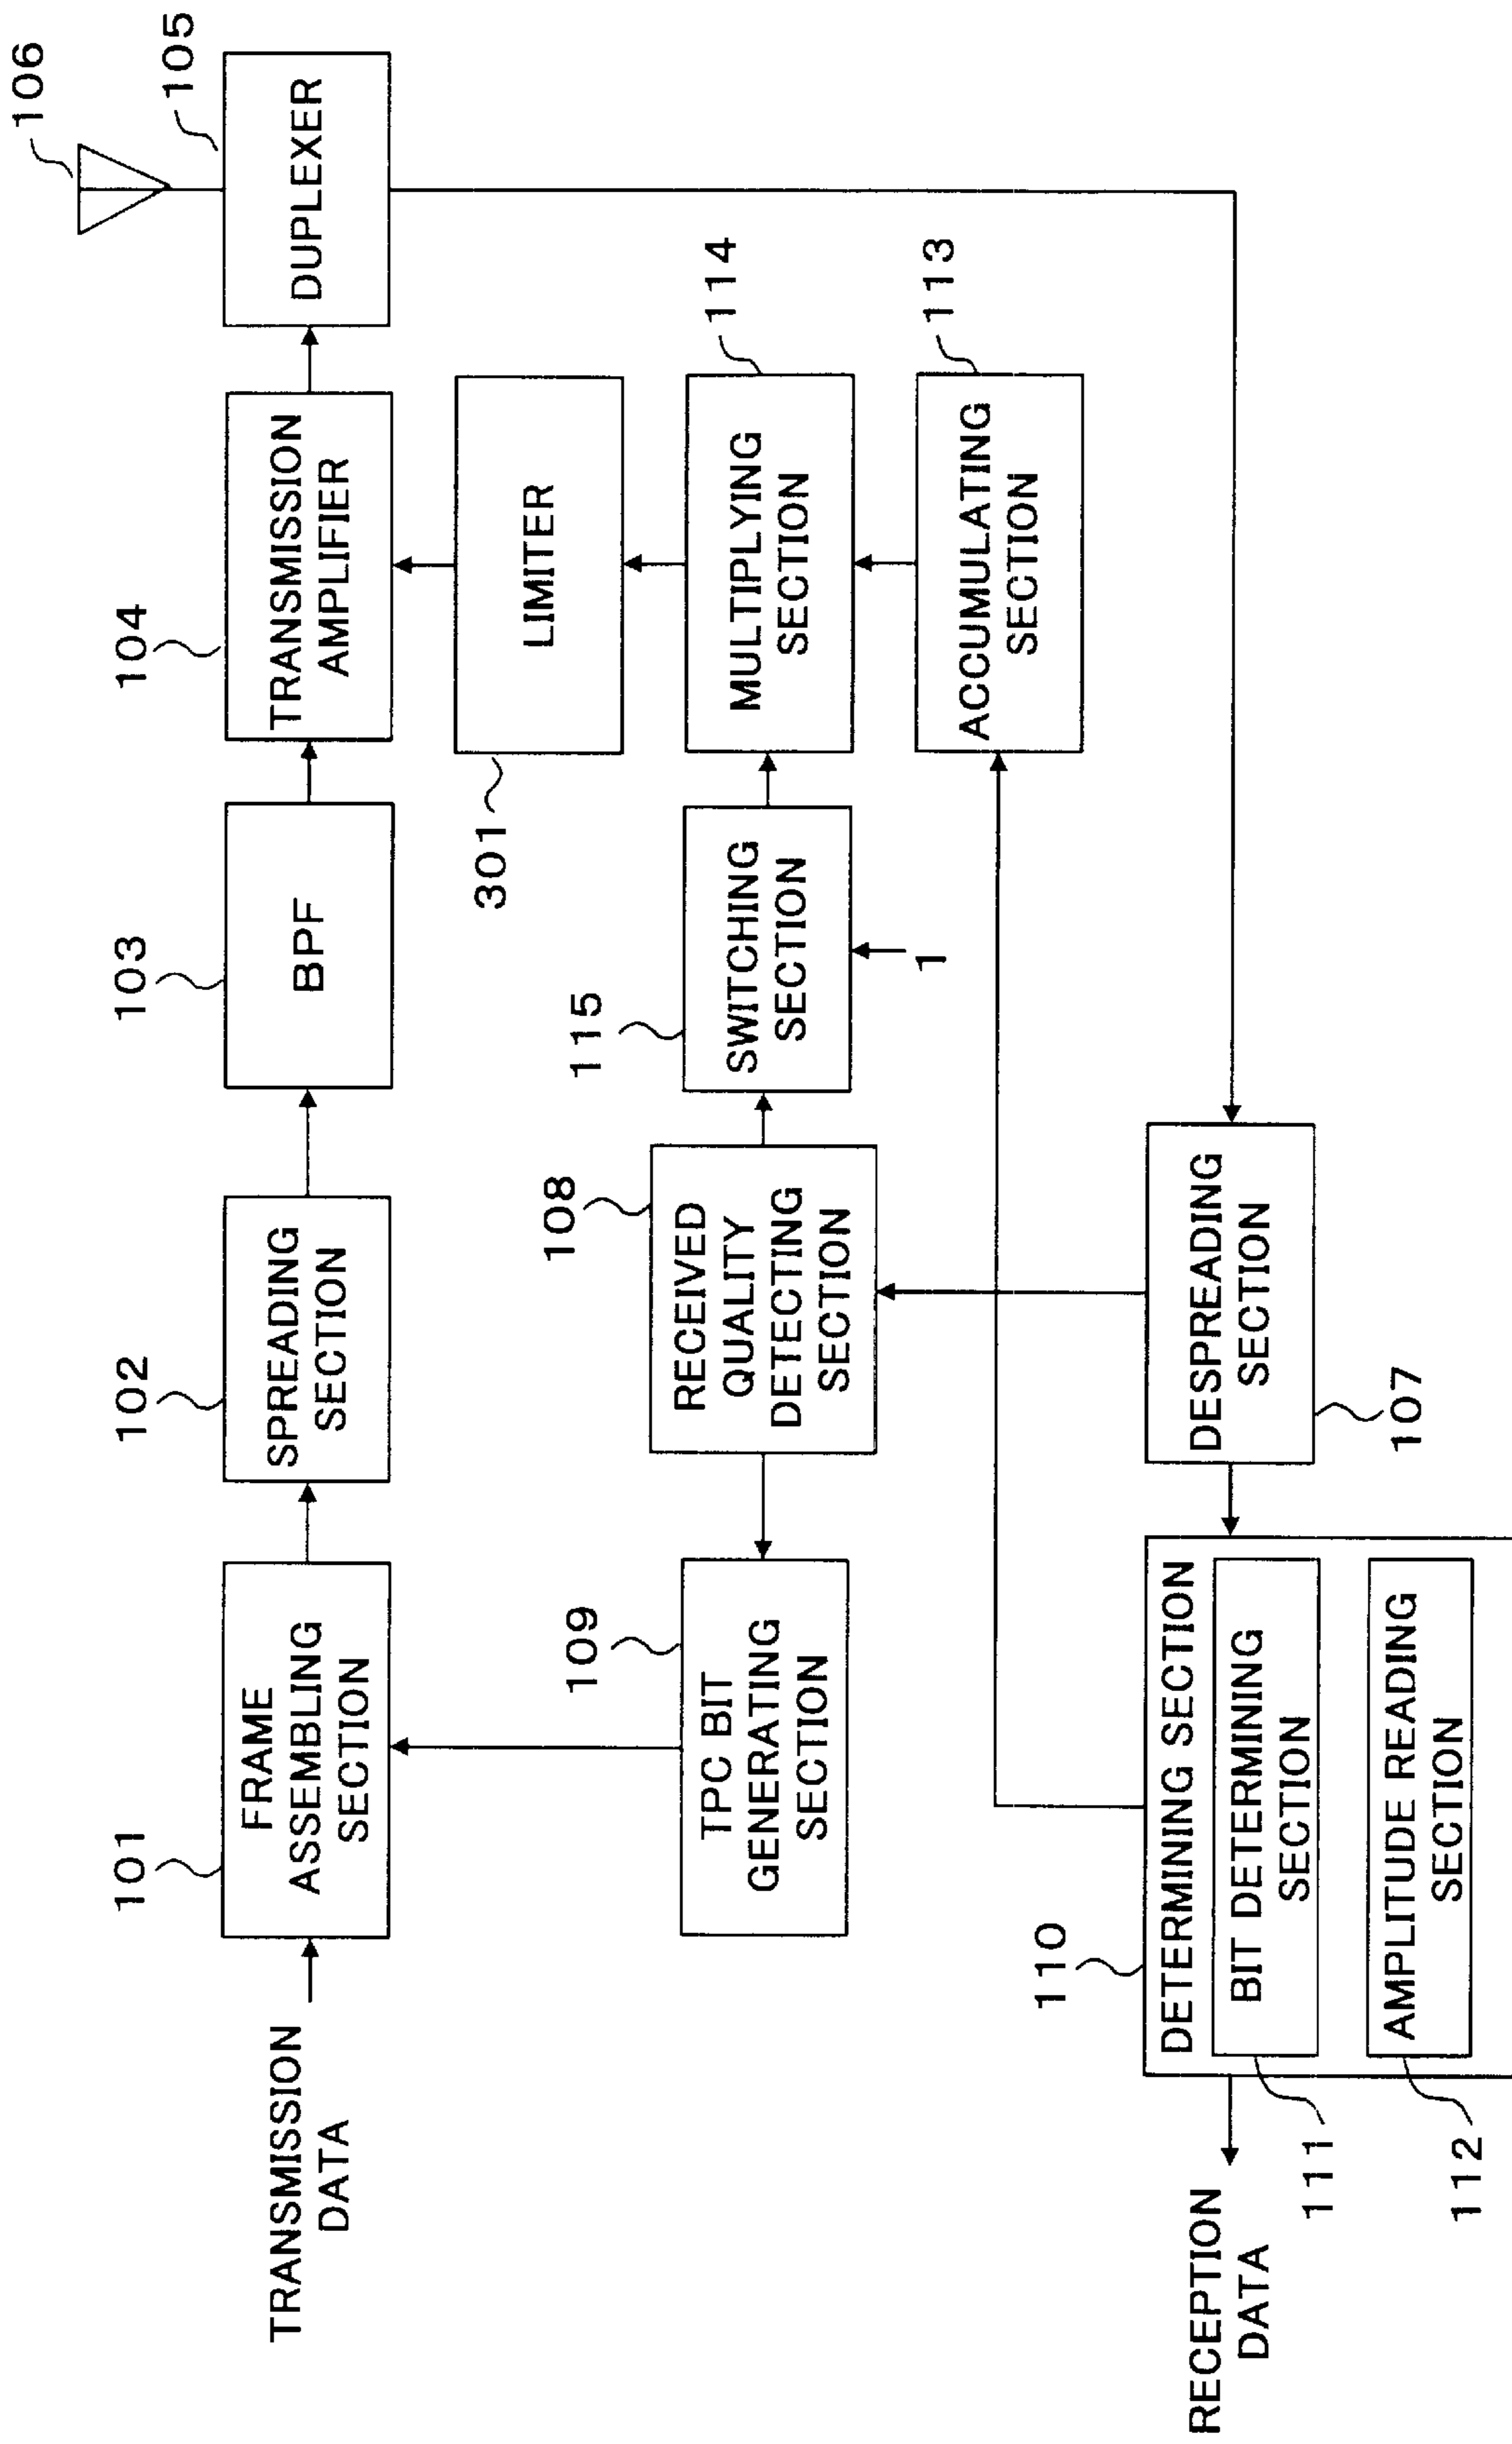 106
105
DUPLEXER
104
TRANSMISSION
AMPLIFIER
103
BPF
102
SPREADING
SECTION
101
FRAME
ASSEMBLING
SECTION
TRANSMISSION
DATA
301
LIMITER
114
MULTIPLYING
SECTION
115
SWITCHING
SECTION
1
108
RECEIVED
QUALITY
DETECTING
SECTION
109
TPC BIT
GENERATING
SECTION
113
ACCUMULATING
SECTION
DESPREADING
SECTION
107
110
DETERMINING SECTION
BIT DETERMINING
SECTION
111
AMPLITUDE READING
SECTION
112
RECEPTION
DATA